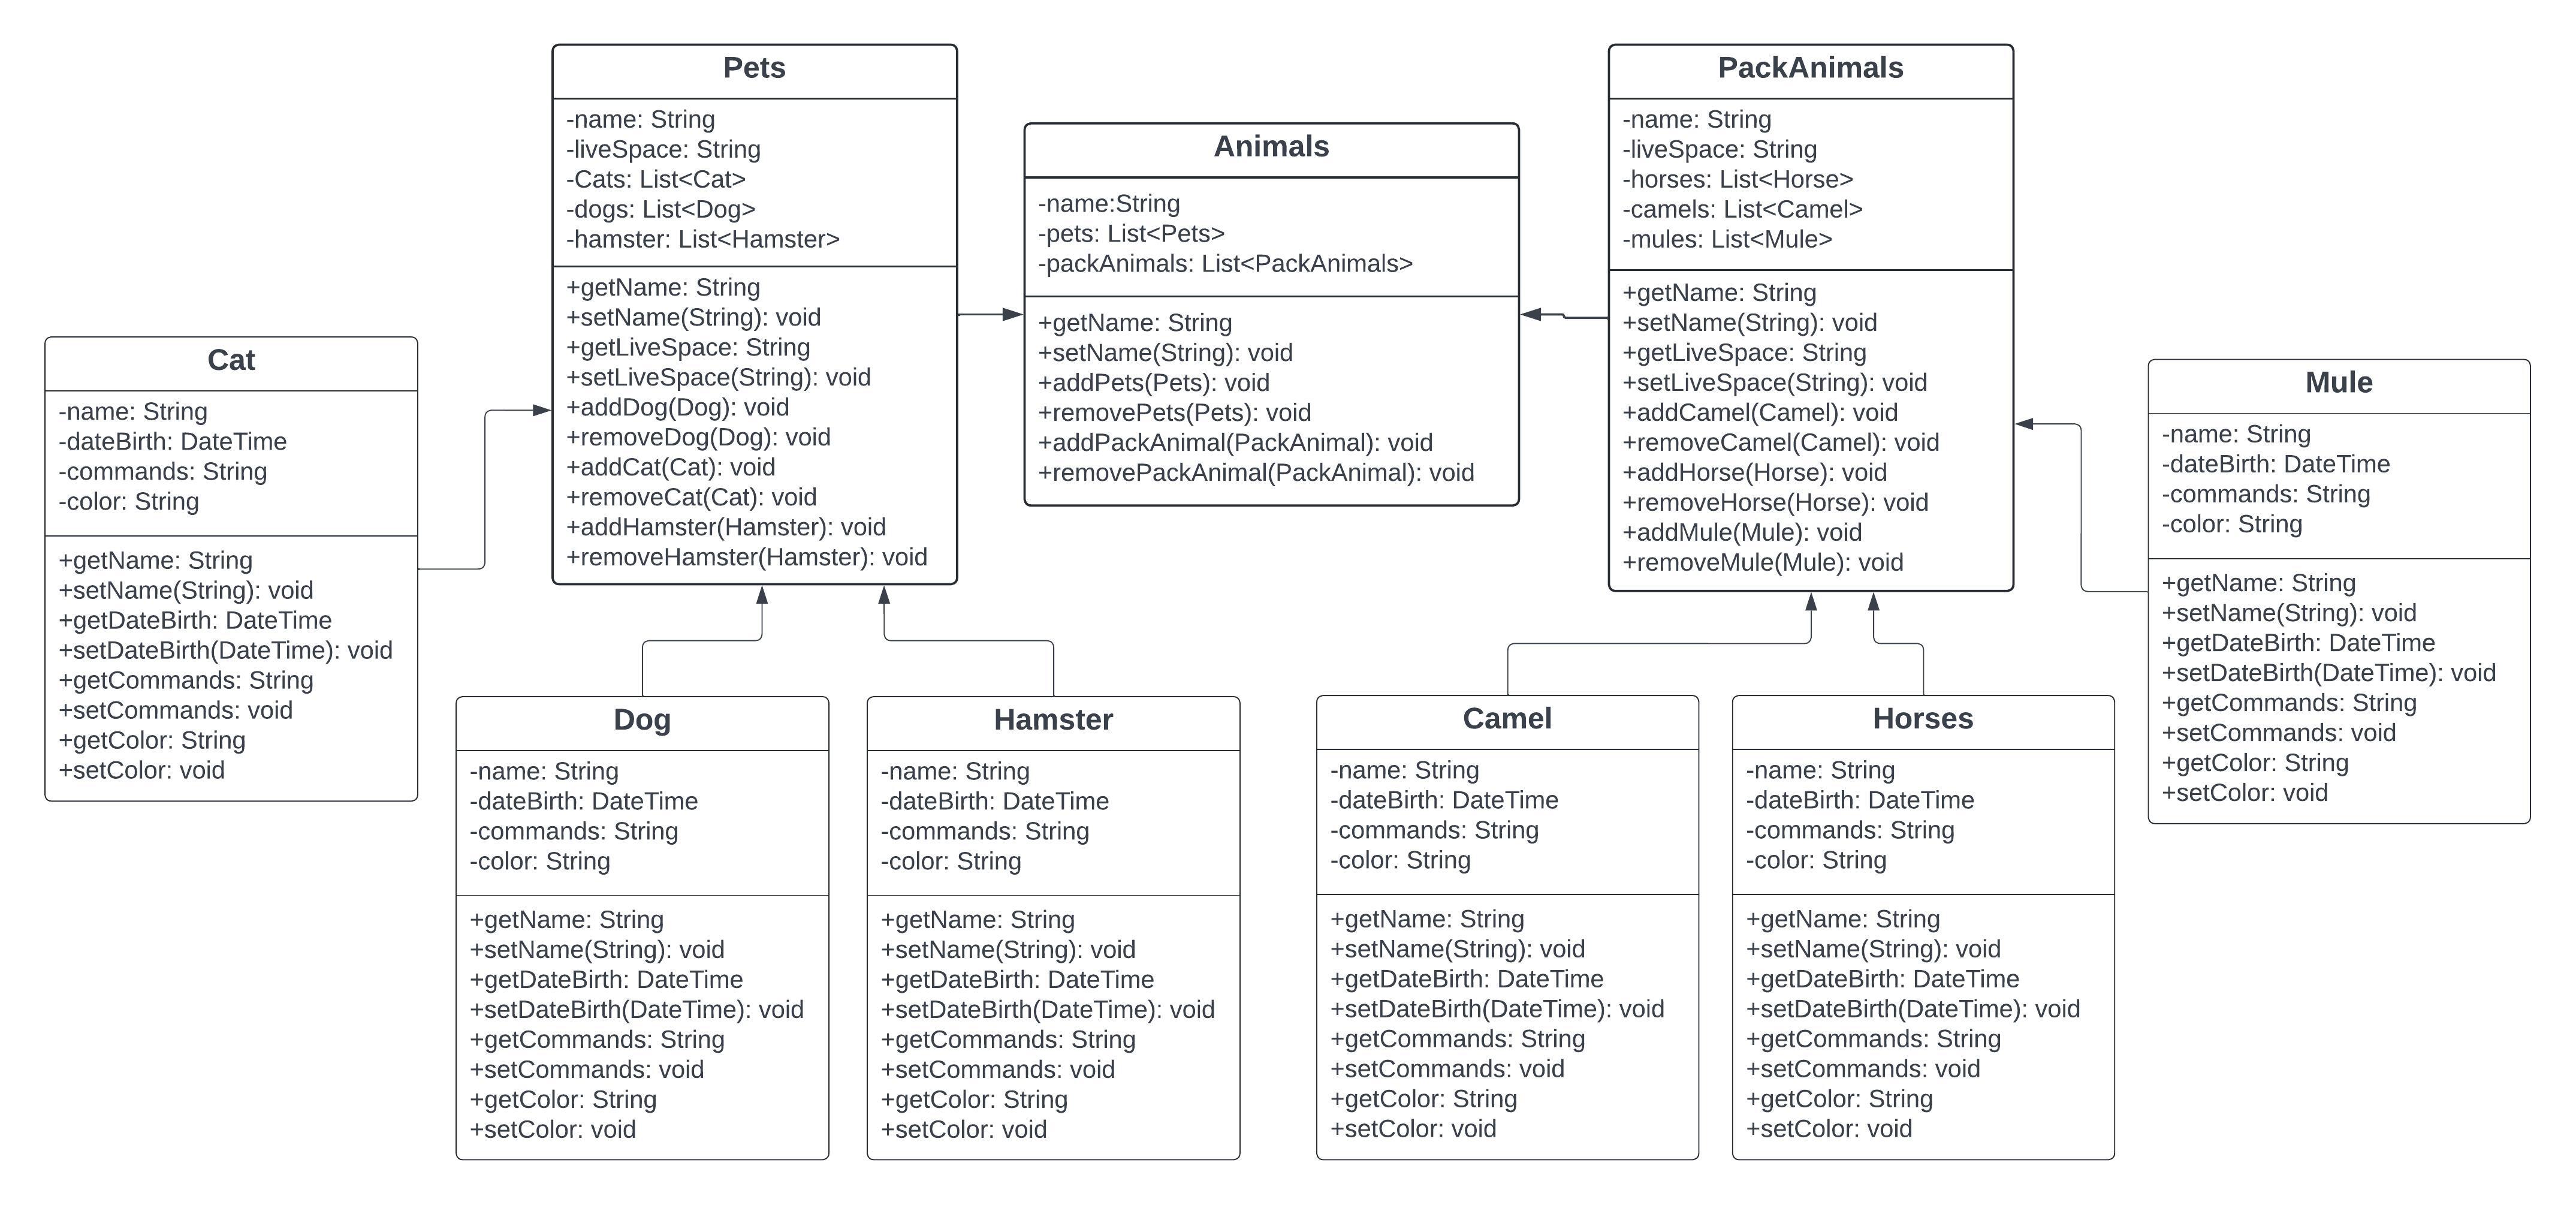 Pets
-name: String
-liveSpace: String
-Cats: List<Cat>
-dogs: List<Dog>
-hamster: List<Hamster>
+getName: String
+setName(String): void
+getLiveSpace: String
+setLiveSpace(String): void
+addDog(Dog): void
+removeDog(Dog): void
+addCat(Cat): void
+removeCat(Cat): void
+addHamster(Hamster): void
+removeHamster(Hamster): void
Animals
-name:String
-pets: List<Pets>
-packAnimals: List<PackAnimals>
+getName: String
+setName(String): void
+addPets(Pets): void
+removePets(Pets): void
+addPackAnimal(PackAnimal): void
+removePackAnimal(PackAnimal): void
PackAnimals
-name: String
-liveSpace: String
-horses: List<Horse>
-camels: List<Camel>
-mules: List<Mule>
+getName: String
+setName(String): void
+getLiveSpace: String
+setLiveSpace(String): void
+addCamel(Camel): void
+removeCamel(Camel): void
+addHorse(Horse): void
+removeHorse(Horse): void
+addMule(Mule): void
+removeMule(Mule): void
Cat
-name: String
-dateBirth: DateTime
-commands: String
-color: String
+getName: String
+setName(String): void
+getDateBirth: DateTime
+setDateBirth(DateTime): void
+getCommands: String
+setCommands: void
+getColor: String
+setColor: void
Mule
-name: String
-dateBirth: DateTime
-commands: String
-color: String
+getName: String
+setName(String): void
+getDateBirth: DateTime
+setDateBirth(DateTime): void
+getCommands: String
+setCommands: void
+getColor: String
+setColor: void
Dog
-name: String
-dateBirth: DateTime
-commands: String
-color: String
+getName: String
+setName(String): void
+getDateBirth: DateTime
+setDateBirth(DateTime): void
+getCommands: String
+setCommands: void
+getColor: String
+setColor: void
Hamster
-name: String
-dateBirth: DateTime
-commands: String
-color: String
+getName: String
+setName(String): void
+getDateBirth: DateTime
+setDateBirth(DateTime): void
+getCommands: String
+setCommands: void
+getColor: String
+setColor: void
Camel
-name: String
-dateBirth: DateTime
-commands: String
-color: String
+getName: String
+setName(String): void
+getDateBirth: DateTime
+setDateBirth(DateTime): void
+getCommands: String
+setCommands: void
+getColor: String
+setColor: void
Horses
-name: String
-dateBirth: DateTime
-commands: String
-color: String
+getName: String
+setName(String): void
+getDateBirth: DateTime
+setDateBirth(DateTime): void
+getCommands: String
+setCommands: void
+getColor: String
+setColor: void